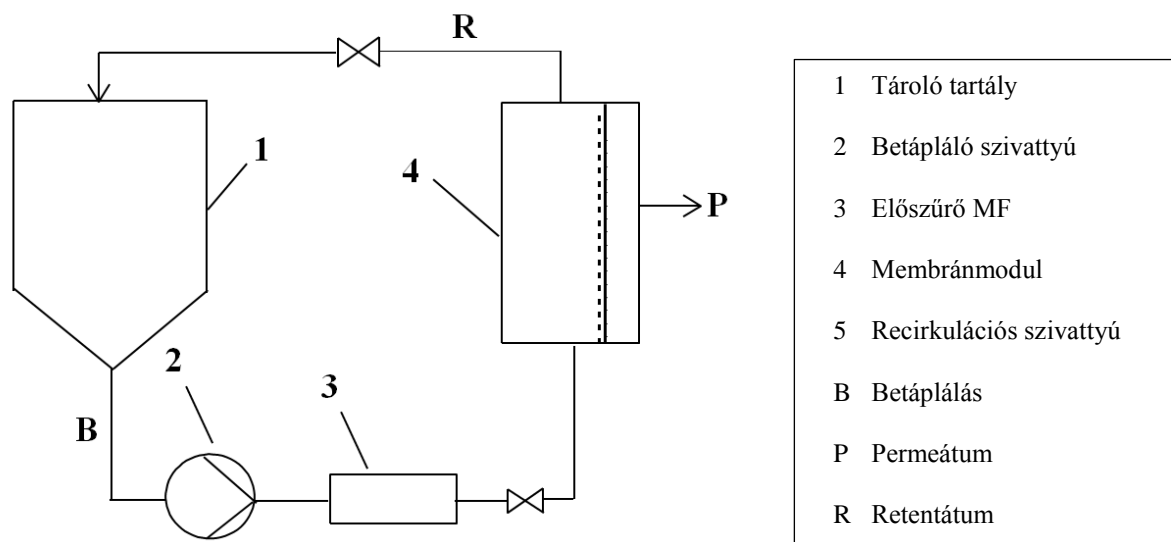 R
1
4
P
2
3
B
1 Tároló tartály
2 Betápláló szivattyú
3 Előszűrő MF
4 Membránmodul
5 Recirkulációs szivattyú
B Betáplálás
P Permeátum
R Retentátum